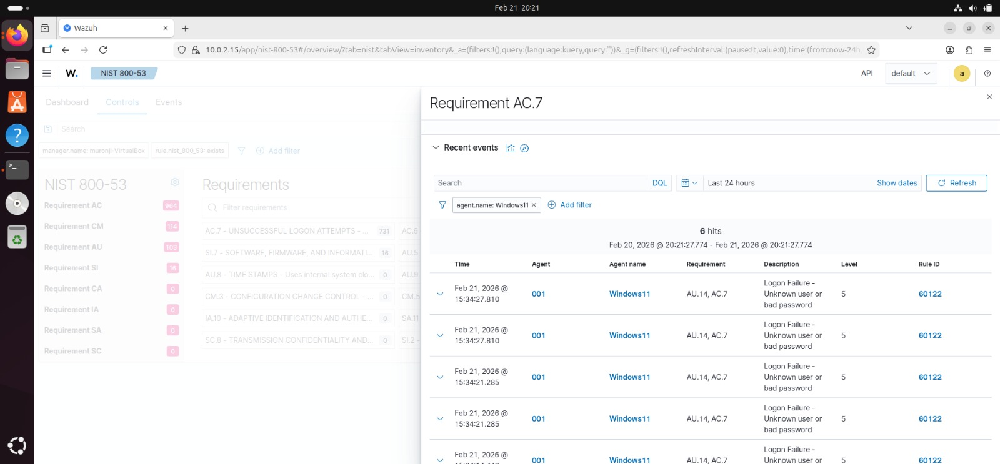 Feb 21 20:21
Wazuh
10.0.2.15/app/nist-800-53#/overview/?tab=nist&tabView=inventory&_a=(filters:!(),query:(language:kuery,query:''))&_g=(filters:!(),refreshInterval:(pause:!t,value:0),time:(from:now-24h,
W. NIST 800-53 API default a
Dashboard Controls Events
Search
manager.name: muronji-VirtualBox rule.nist_800_53: exists Add filter
NIST 800-53
Requirement AC 964
Requirement CM 114
Requirement AU 103
Requirement SI 16
Requirement CA 0
Requirement IA 0
Requirement SA 0
Requirement SC 0
Requirements
Filter requirements
AC.7 - UNSUCCESSFUL LOGON ATTEMPTS - ... 731 AC.6
SI.7 - SOFTWARE, FIRMWARE, AND INFORMATI... 16 AU.5
AU.8 - TIME STAMPS - Uses internal system clo... 0 AU.9
CM.3 - CONFIGURATION CHANGE CONTROL - ... 0 CM.5
IA.10 - ADAPTIVE IDENTIFICATION AND AUTHE... 0 SA.11
SC.8 - TRANSMISSION CONFIDENTIALITY AND... 0 SI.2 -
Requirement AC.7
Recent events
Search DQL Last 24 hours Show dates Refresh
agent.name: Windows11 Add filter
6 hits
Feb 20, 2026 @ 20:21:27.774 - Feb 21, 2026 @ 20:21:27.774
Time Agent Agent name Requirement Description Level Rule ID
Feb 21, 2026 @
15:34:27.810
001 Windows11 AU.14, AC.7
Logon Failure -
Unknown user or
bad password
5 60122
Feb 21, 2026 @
15:34:27.810
001 Windows11 AU.14, AC.7
Logon Failure -
Unknown user or
bad password
5 60122
Feb 21, 2026 @
15:34:21.285
001 Windows11 AU.14, AC.7
Logon Failure -
Unknown user or
bad password
5 60122
Feb 21, 2026 @
15:34:21.285
001 Windows11 AU.14, AC.7
Logon Failure -
Unknown user or
bad password
5 60122
Feb 21, 2026 @
001 Windows11 AU.14, AC.7
Logon Failure -
Unknown user or
5 60122